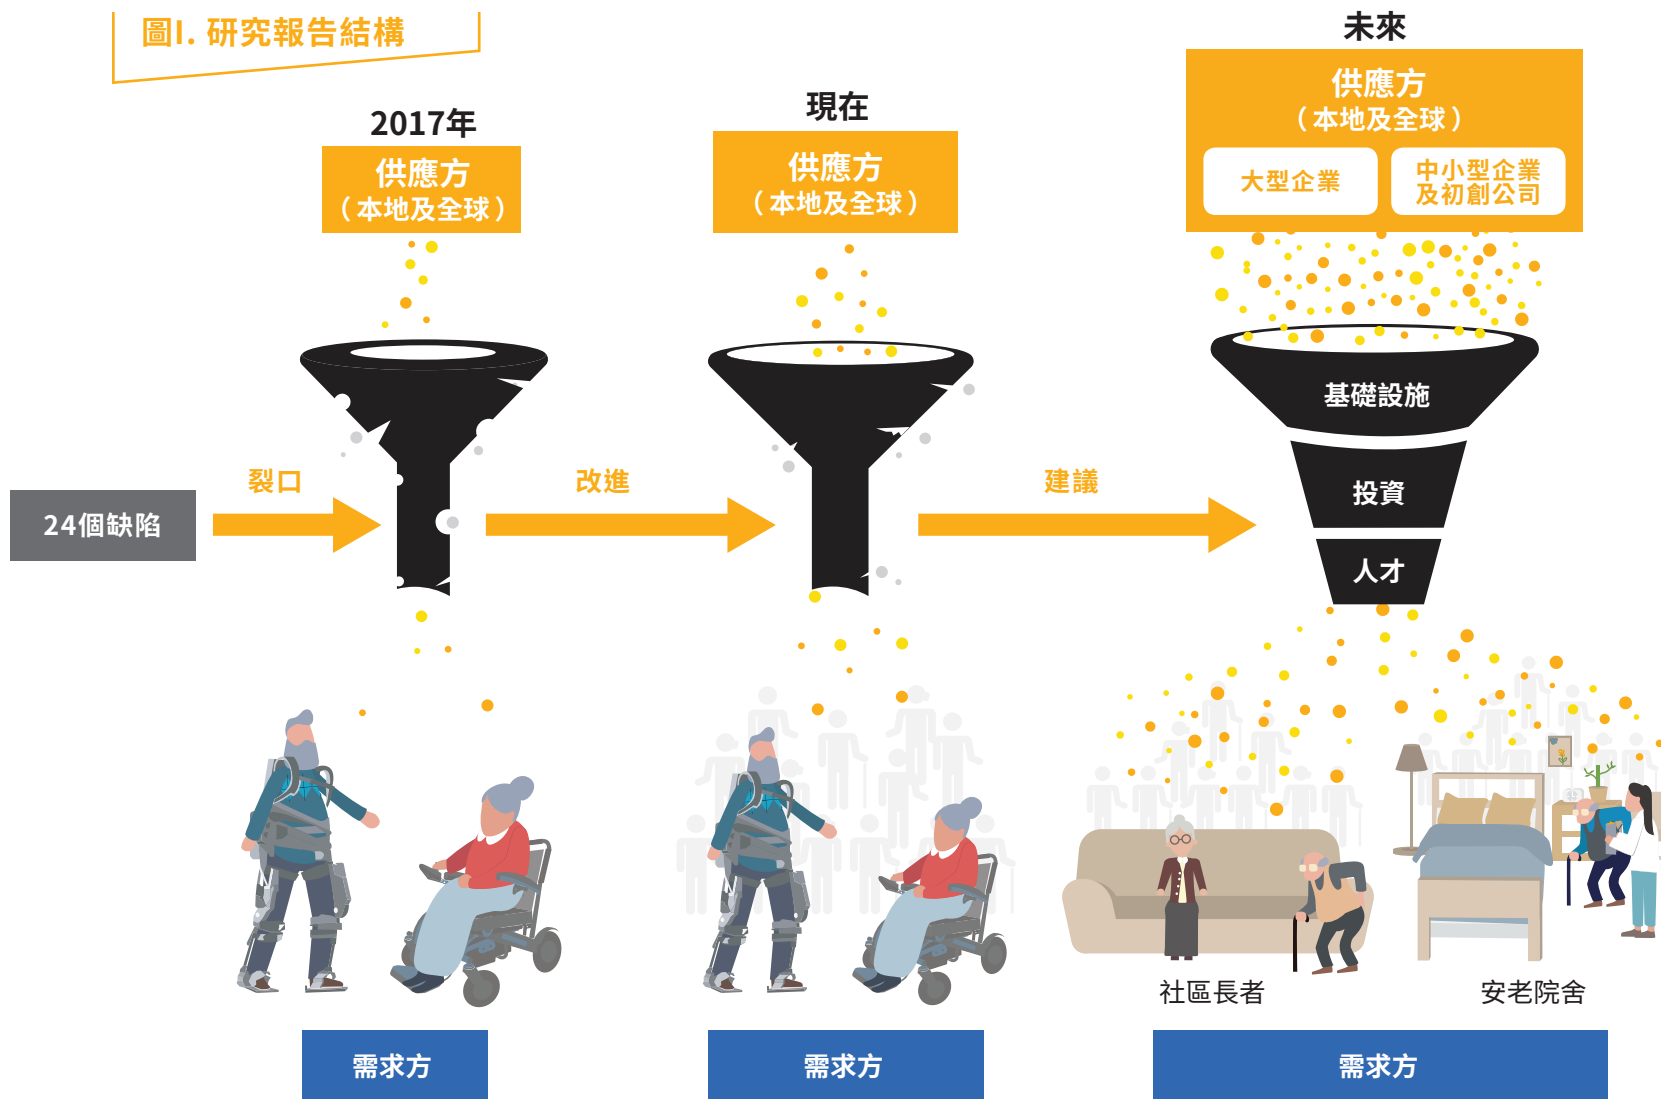 圖I. 研究報告結構
2017年
供應方
（本地及全球）
現在
供應方
（本地及全球）
未來
供應方
（本地及全球）
大型企業
中小型企業
及初創公司
24個缺陷
裂口
改進
建議
基礎設施
投資
人才
社區長者
安老院舍
需求方
需求方
需求方